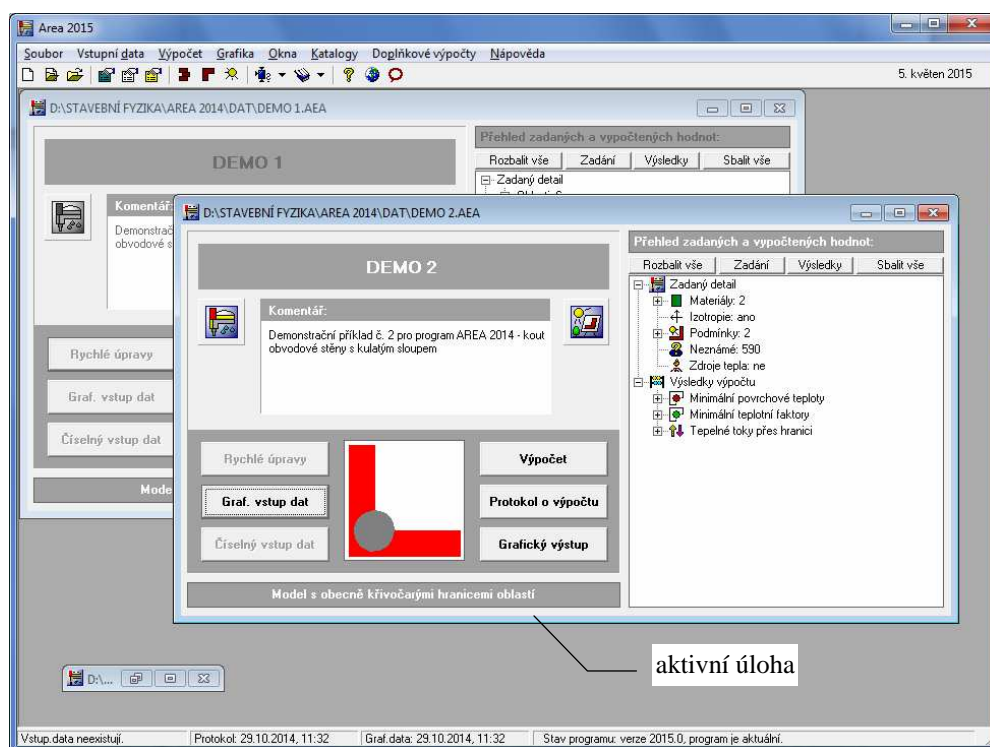 Area 2015
Soubor Vstupní data Výpočet Grafika Okna Katalogy Doplňkové výpočty Nápověda
5. květen 2015
D:\STAVEBNÍ FYZIKA\AREA 2014\DAT\DEMO 1.AEA
Přehled zadaných a vypočtených hodnot:
DEMO 1
Rozbalit vše Zadání Výsledky Sbalit vše
Zadaný detail
Komentář:
Demonstrač
obvodové s
Rychlé úpravy
Graf. vstup dat
Číselný vstup dat
Mode
D:\STAVEBNÍ FYZIKA\AREA 2014\DAT\DEMO 2.AEA
DEMO 2
Komentář:
Demonstrační příklad č. 2 pro program AREA 2014 - kout
obvodové stěny s kulatým sloupem
Rychlé úpravy
Graf. vstup dat
Číselný vstup dat
Výpočet
Protokol o výpočtu
Grafický výstup
Model s obecně křivočarými hranicemi oblastí
Přehled zadaných a vypočtených hodnot:
Rozbalit vše Zadání Výsledky Sbalit vše
Zadaný detail
Materiály: 2
Izotropie: ano
Podmínky: 2
Neznámé: 590
Zdroje tepla: ne
Výsledky výpočtu
Minimální povrchové teploty
Minimální teplotní faktory
Tepelné toky přes hranici
aktivní úloha
D:\...
Vstup.data neexistují. Protokol: 29.10.2014, 11:32 Graf.data: 29.10.2014, 11:32 Stav programu: verze 2015.0, program je aktuální.